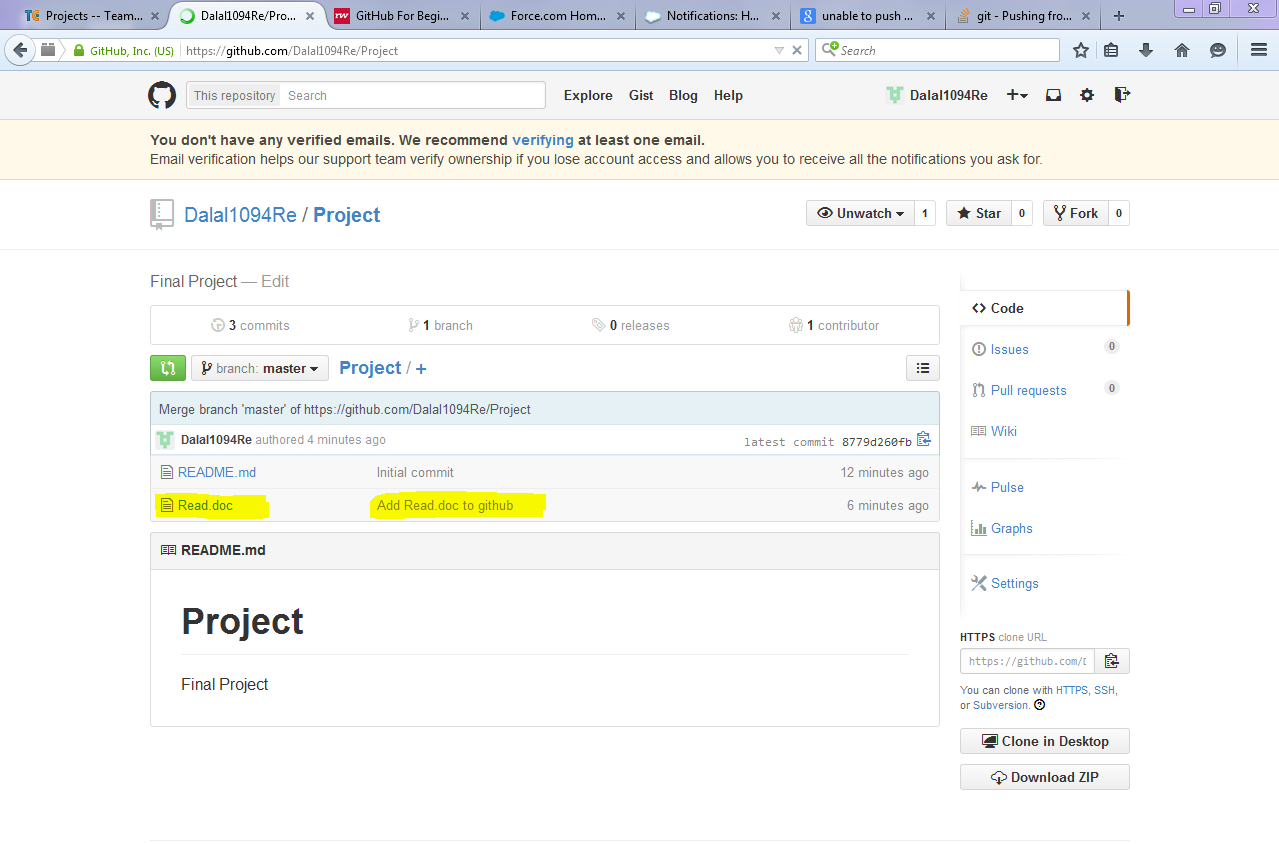 Projects -- Team... Dalal1094Re/Pro... GitHub For Begi... Force.com Hom... Notifications: H... unable to push ... git - Pushing fro...
GitHub, Inc. (US) https://github.com/Dalal1094Re/Project Search
This repository Search Explore Gist Blog Help Dalal1094Re
You don't have any verified emails. We recommend verifying at least one email.
Email verification helps our support team verify ownership if you lose account access and allows you to receive all the notifications you ask for.
Dalal1094Re / Project Unwatch 1 Star 0 Fork 0
Final Project — Edit
3 commits 1 branch 0 releases 1 contributor
branch: master Project / +
Merge branch 'master' of https://github.com/Dalal1094Re/Project
Dalal1094Re authored 4 minutes ago latest commit 8779d260fb
README.md Initial commit 12 minutes ago
Read.doc Add Read.doc to github 6 minutes ago
README.md
Project
Final Project
Code
Issues 0
Pull requests 0
Wiki
Pulse
Graphs
Settings
HTTPS clone URL
https://github.com/D
You can clone with HTTPS, SSH,
or Subversion.
Clone in Desktop
Download ZIP